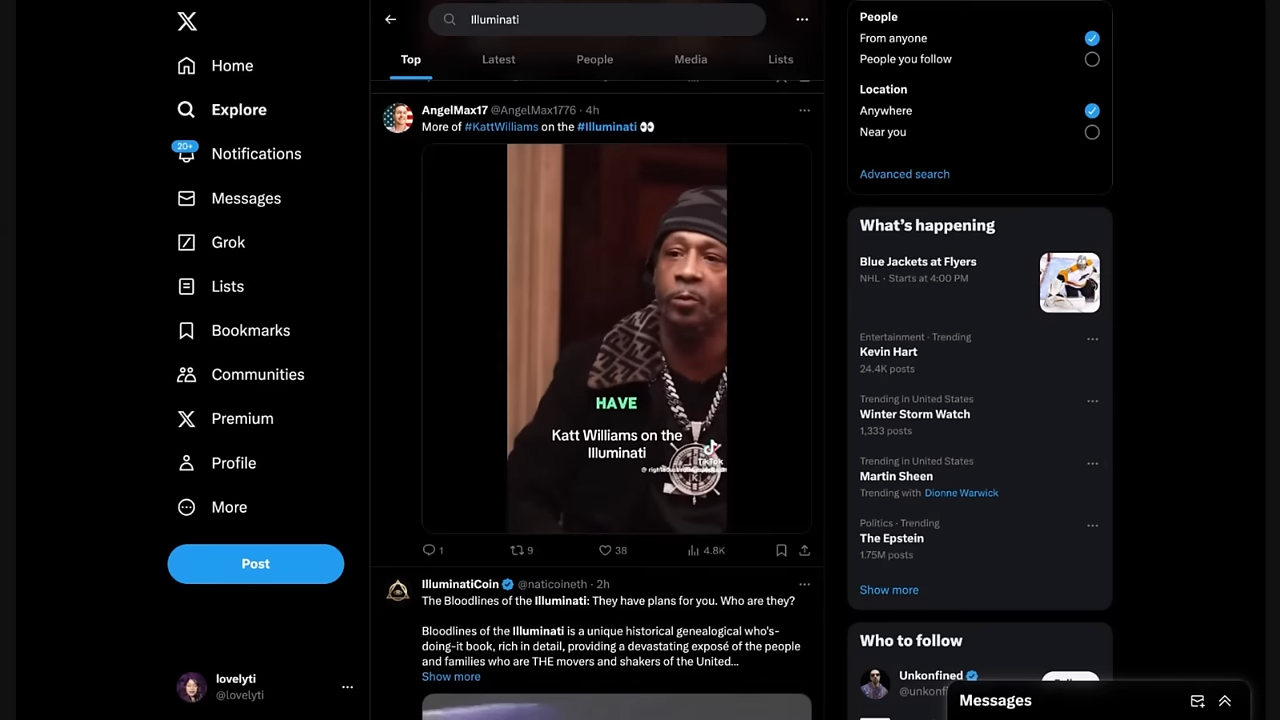 Home
Explore
20+
Notifications
Messages
Grok
Lists
Bookmarks
Communities
Premium
Profile
More
Post
lovelyti
@lovelyti
Illuminati
Top
Latest
People
Media
Lists
AngelMax17 @AngelMax1776 · 4h
More of #KattWilliams on the #Illuminati 👀
HAVE
Katt Williams on the
Illuminati
TikTok
1
9
38
4.8K
IlluminatiCoin @naticoineth · 2h
The Bloodlines of the Illuminati: They have plans for you. Who are they?
Bloodlines of the Illuminati is a unique historical genealogical who's-
doing-it book, rich in detail, providing a devastating exposé of the people
and families who are THE movers and shakers of the United...
Show more
People
From anyone
People you follow
Location
Anywhere
Near you
Advanced search
What's happening
Blue Jackets at Flyers
NHL · Starts at 4:00 PM
Entertainment · Trending
Kevin Hart
24.4K posts
Trending in United States
Winter Storm Watch
1,333 posts
Trending in United States
Martin Sheen
Trending with Dionne Warwick
Politics · Trending
The Epstein
1.75M posts
Show more
Who to follow
Unkonfined
Messages